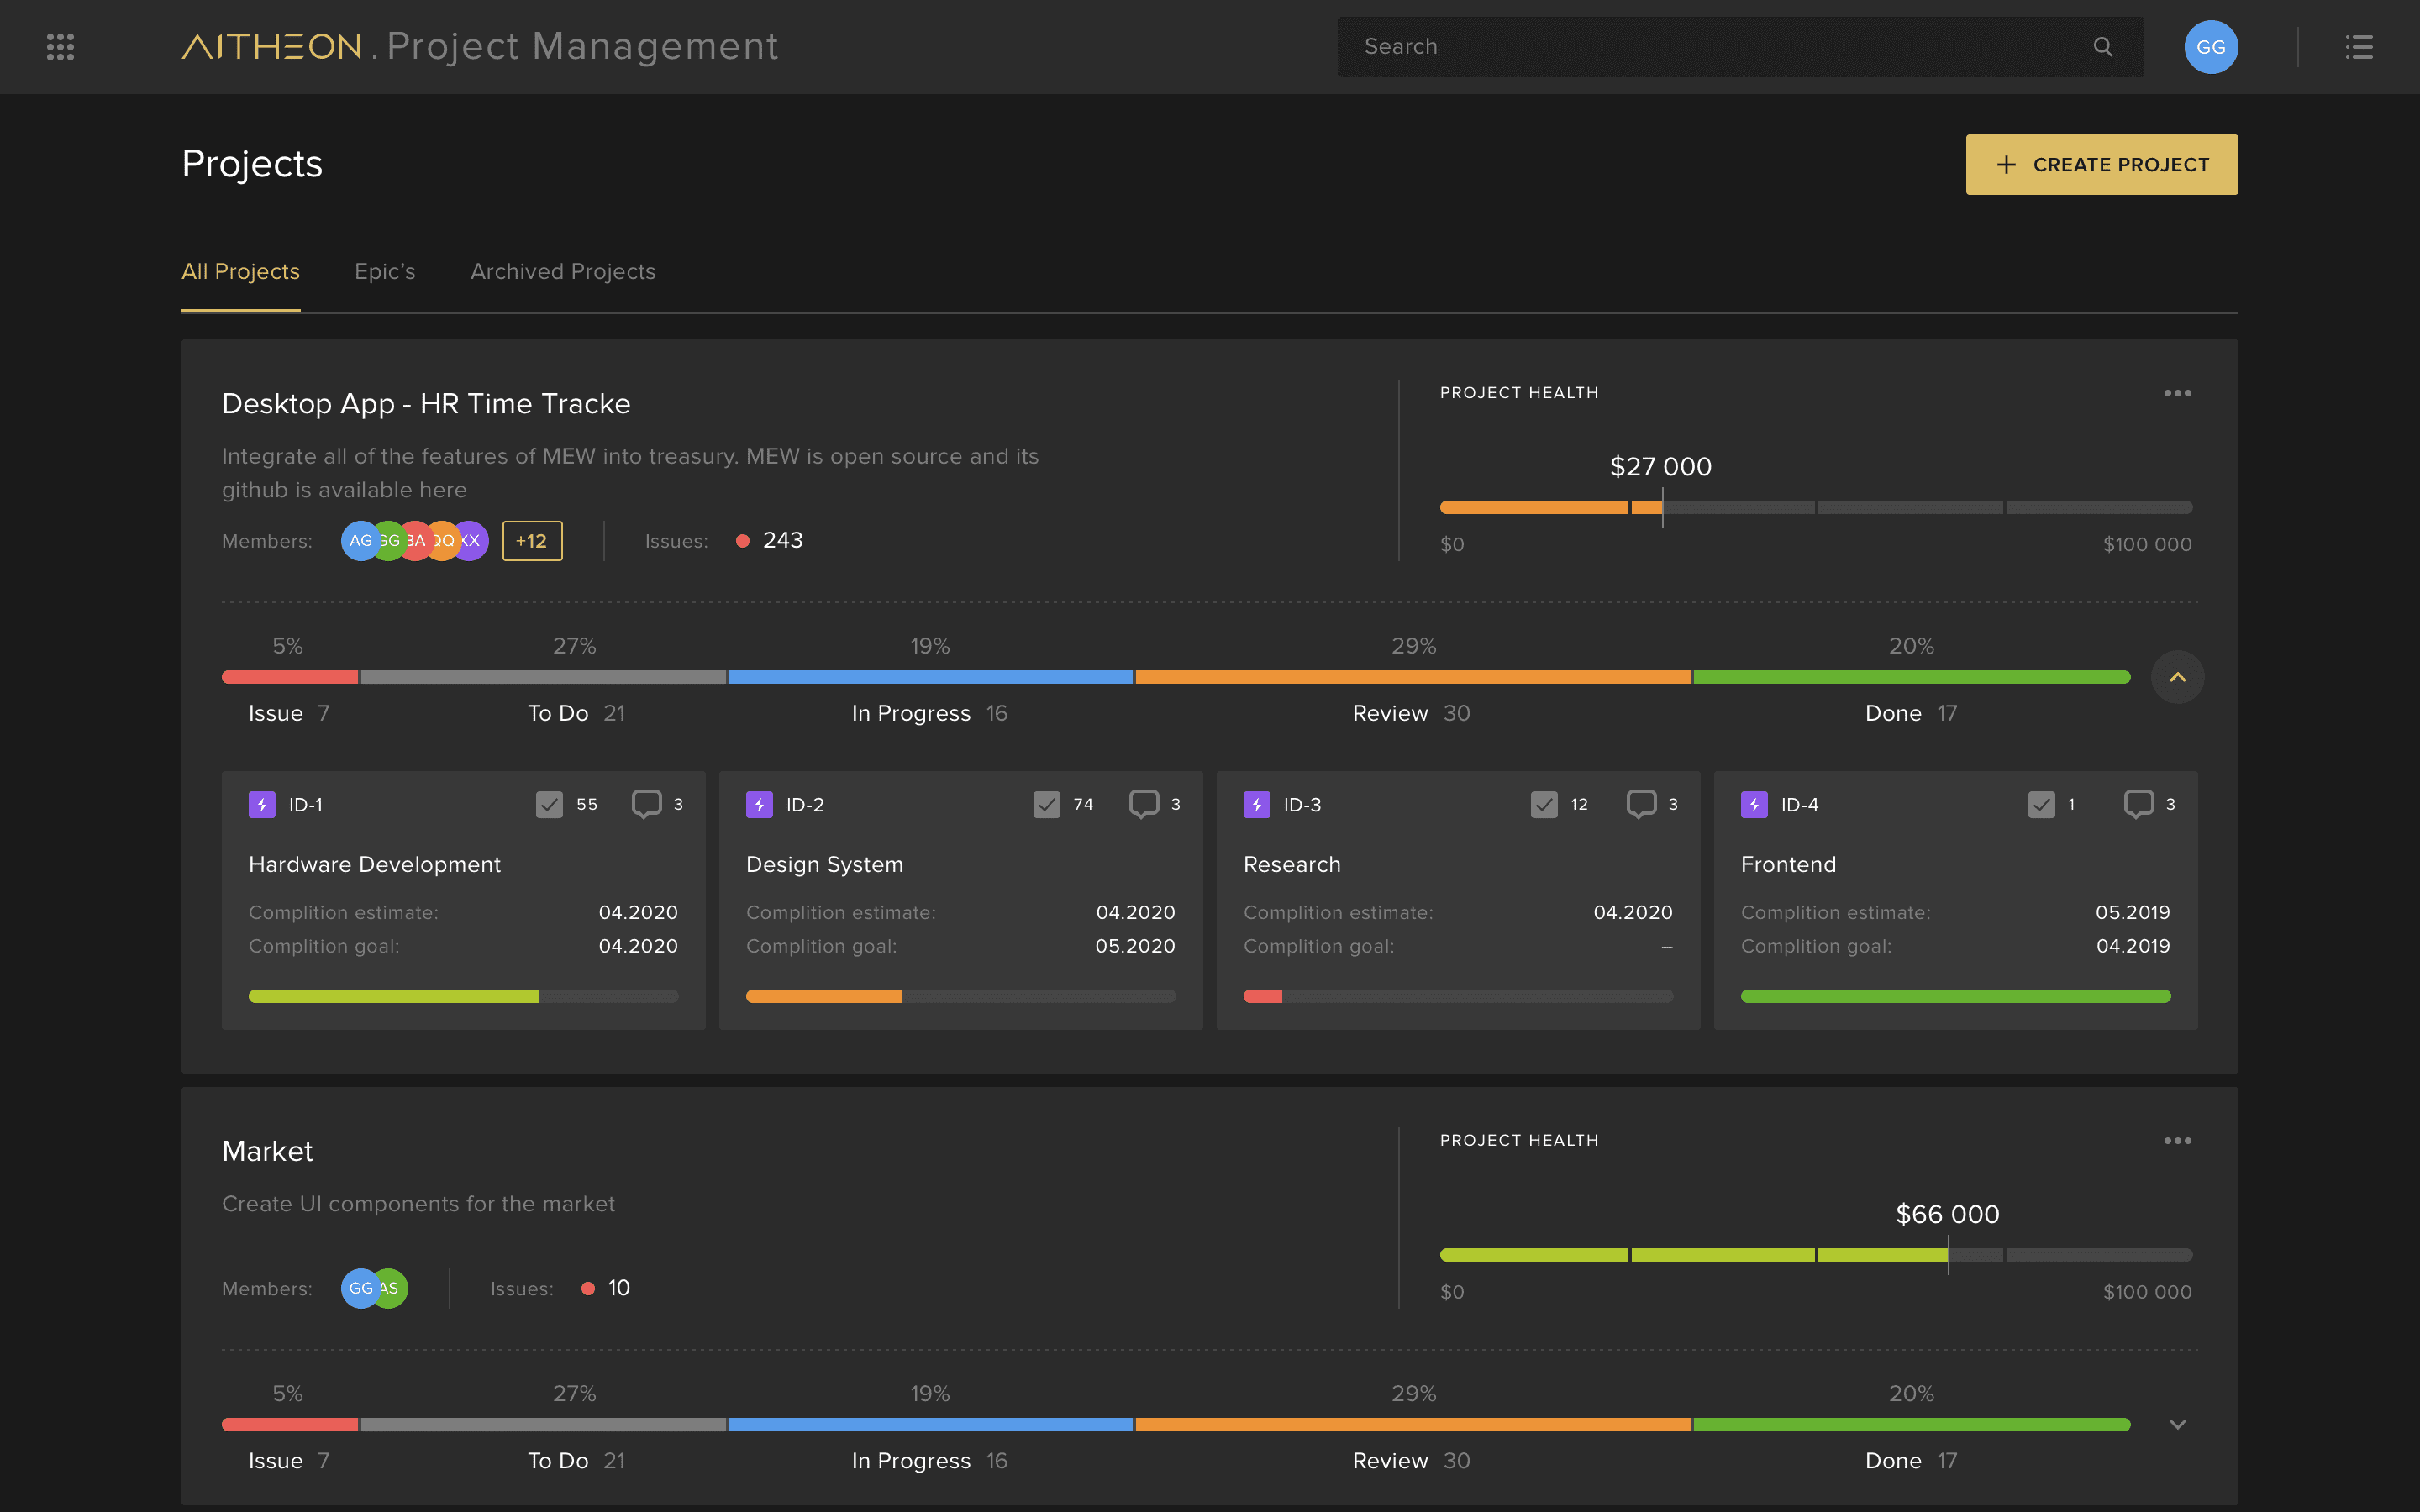 AITHEON . Project Management
Search
GG
Projects
+ CREATE PROJECT
All Projects
Epic’s
Archived Projects
Desktop App - HR Time Tracke
Integrate all of the features of MEW into treasury. MEW is open source and its
github is available here
Members: AG GG BA QQ XX +12
Issues: 243
PROJECT HEALTH
$27 000
$0
$100 000
5% 27% 19% 29% 20%
Issue 7 To Do 21 In Progress 16 Review 30 Done 17
ID-1 55 3
Hardware Development
Complition estimate: 04.2020
Complition goal: 04.2020
ID-2 74 3
Design System
Complition estimate: 04.2020
Complition goal: 05.2020
ID-3 12 3
Research
Complition estimate: 04.2020
Complition goal: –
ID-4 1 3
Frontend
Complition estimate: 05.2019
Complition goal: 04.2019
Market
Create UI components for the market
Members: GG AS
Issues: 10
PROJECT HEALTH
$66 000
$0
$100 000
5% 27% 19% 29% 20%
Issue 7 To Do 21 In Progress 16 Review 30 Done 17